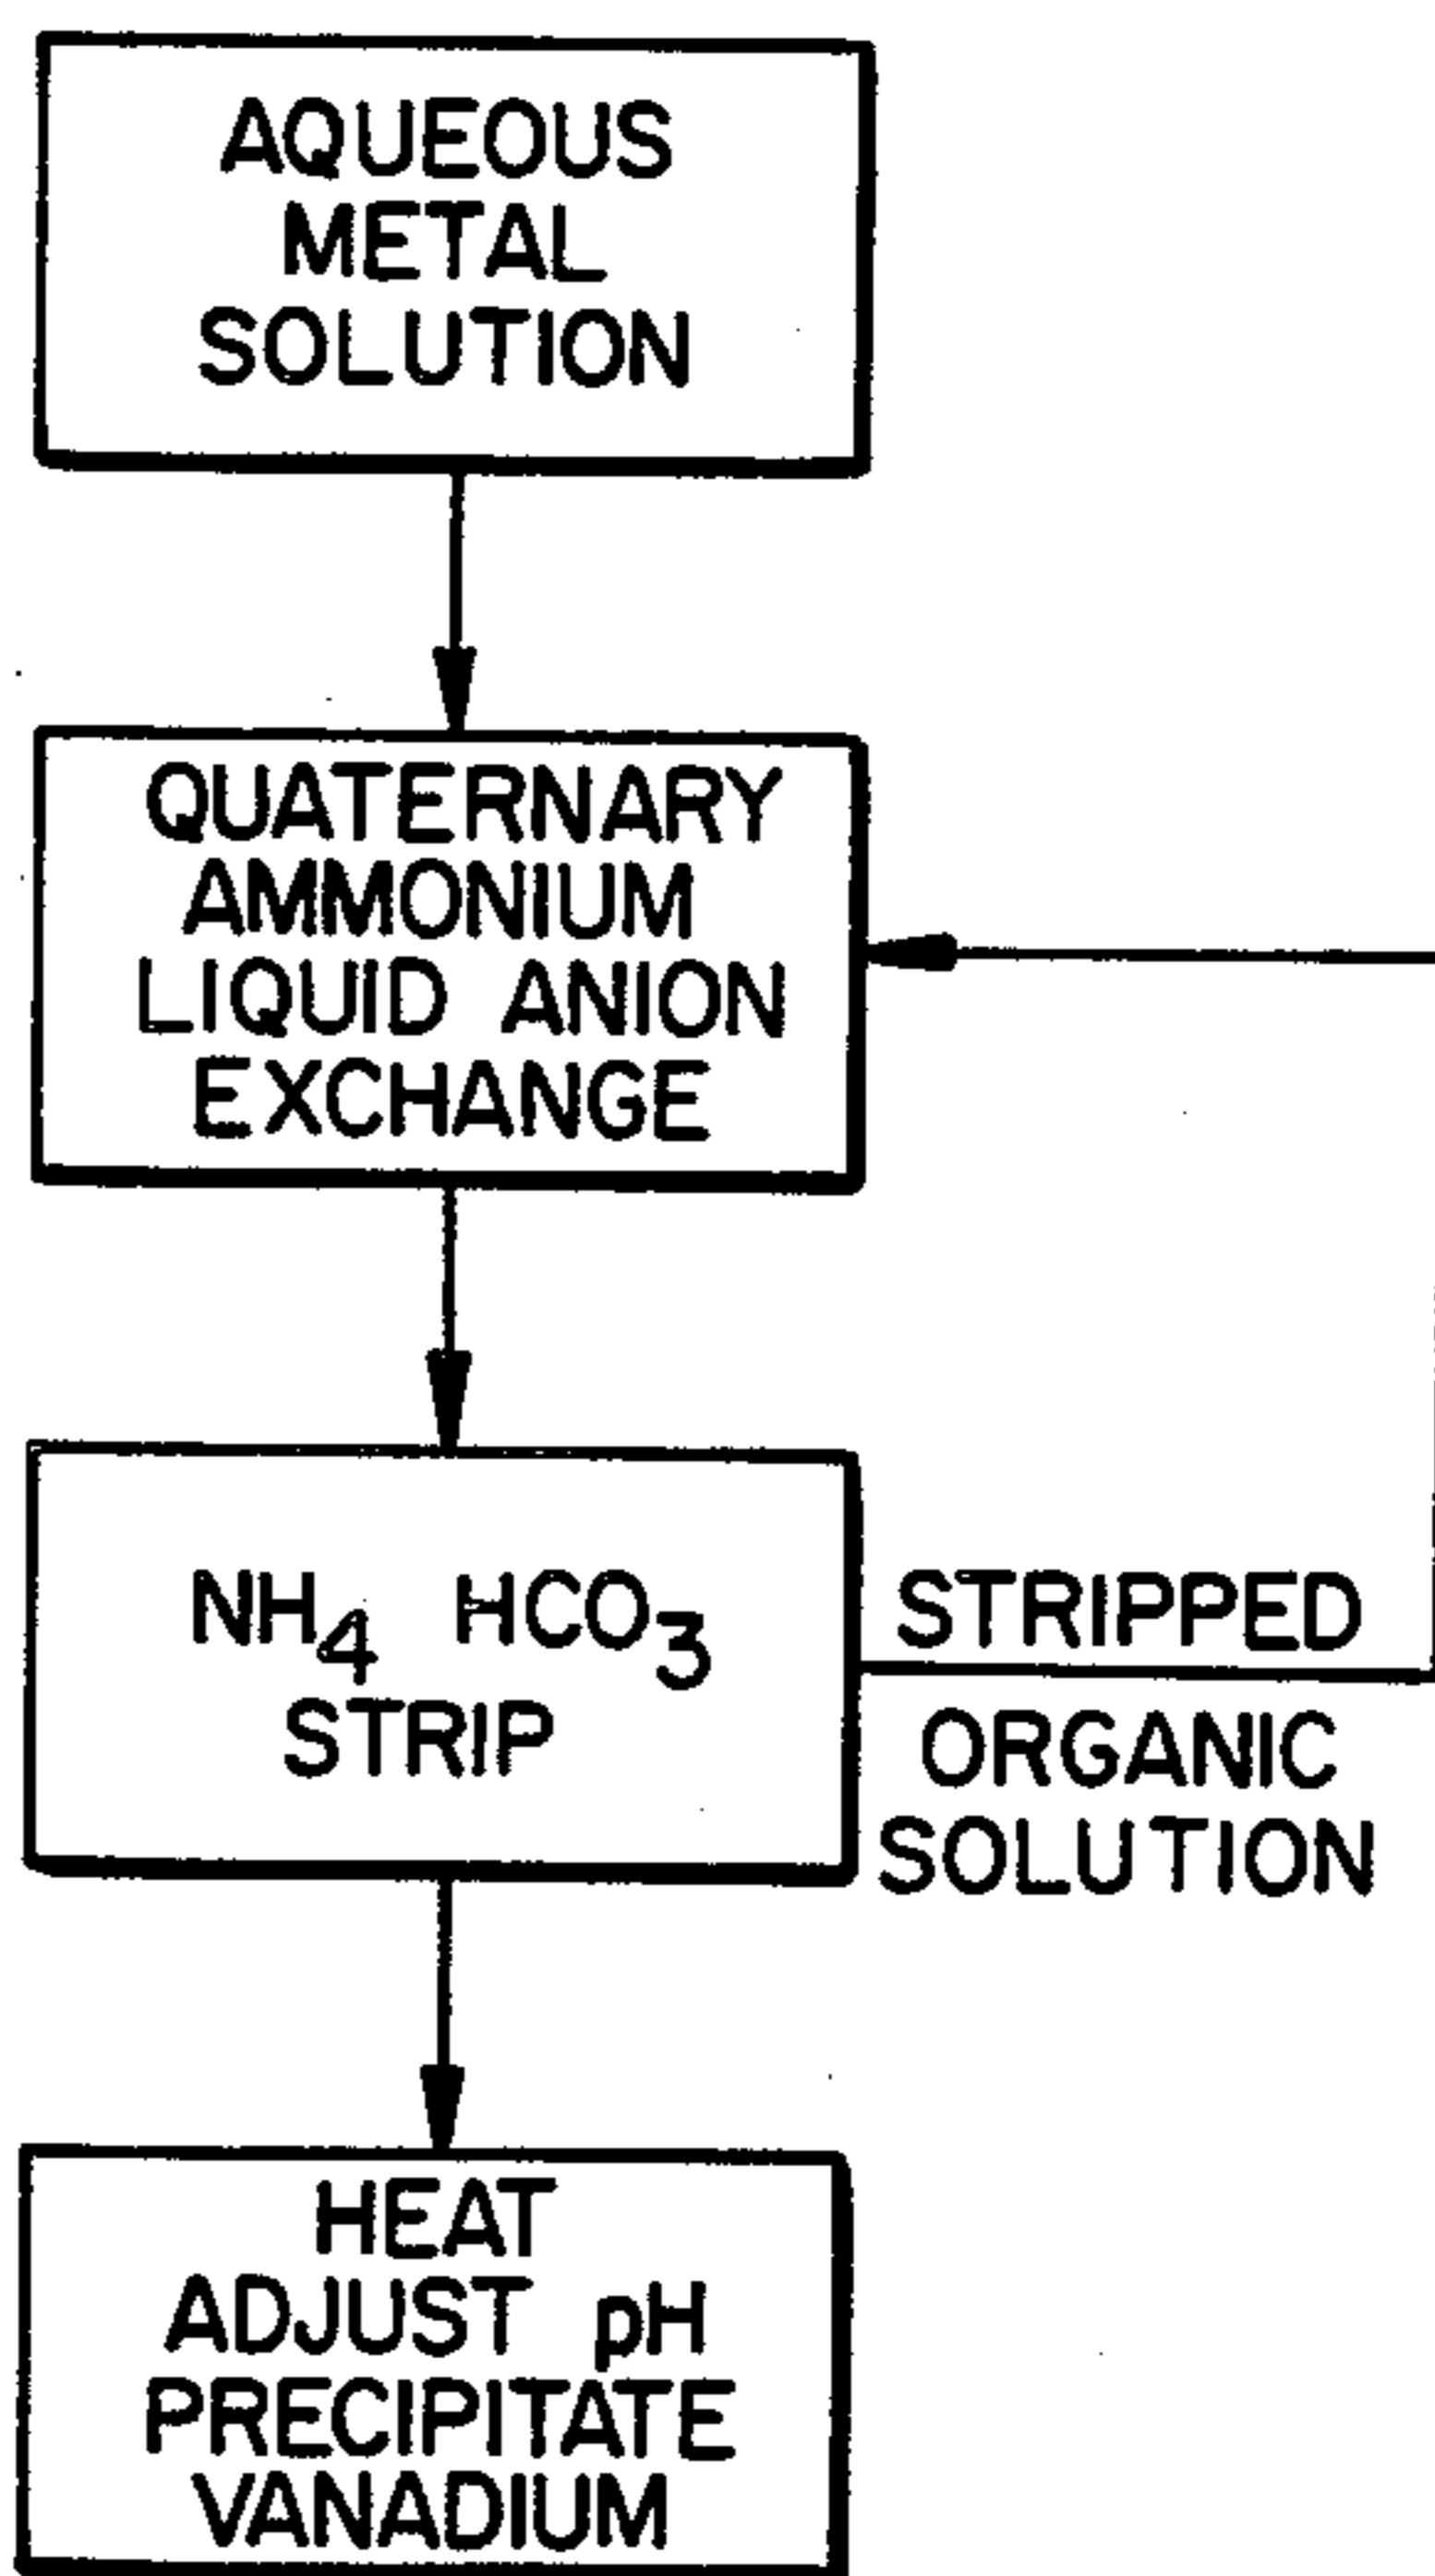 AQUEOUS
METAL
SOLUTION
QUATERNARY
AMMONIUM
LIQUID ANION
EXCHANGE
NH₄ HCO₃
STRIP
STRIPPED
ORGANIC
SOLUTION
HEAT
ADJUST pH
PRECIPITATE
VANADIUM